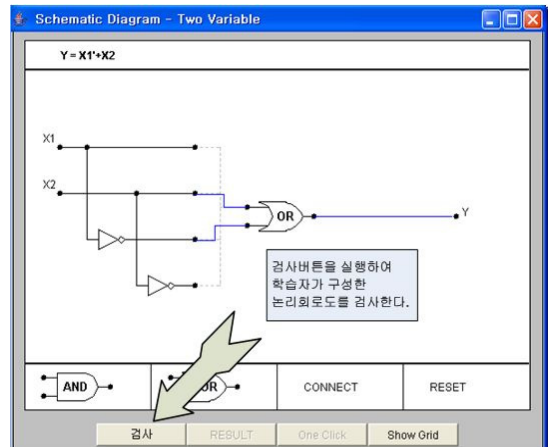 Schematic Diagram - Two Variable
Y = X1'+X2
X1
X2
OR
Y
검사버튼을 실행하여
학습자가 구성한
논리회로도를 검사한다.
AND
OR
CONNECT
RESET
검사
RESULT
One Click
Show Grid